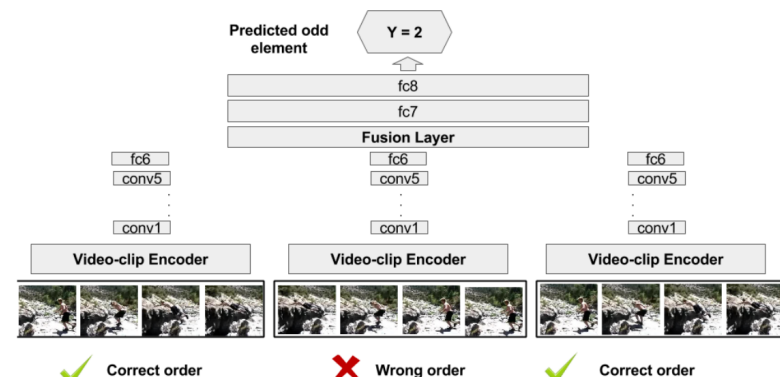 Predicted odd
element
Y = 2
fc8
fc7
Fusion Layer
fc6 fc6 fc6
conv5 conv5 conv5
conv1 conv1 conv1
Video-clip Encoder Video-clip Encoder Video-clip Encoder
Correct order Wrong order Correct order